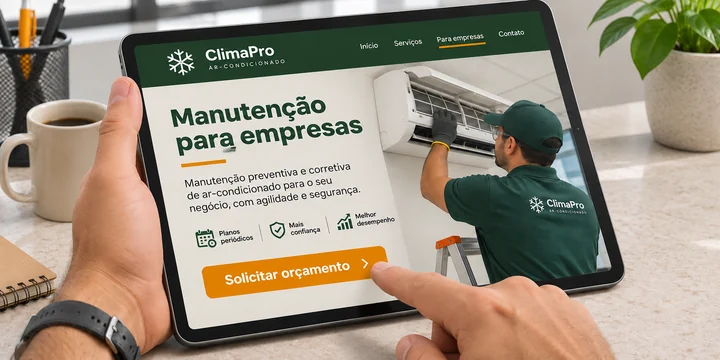 ClimaPro
AR-CONDICIONADO
Início
Serviços
Para empresas
Contato
Manutenção
para empresas
Manutenção preventiva e corretiva
de ar-condicionado para o seu
negócio, com agilidade e segurança.
Planos
periódicos
Mais
confiança
Melhor
desempenho
Solicitar orçamento
ClimaPro
AR-CONDICIONADO